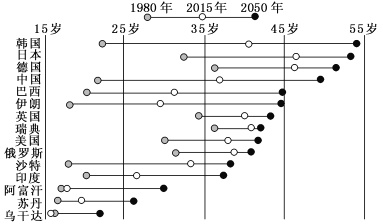 1980年 2015年 2050年
15岁 25岁 35岁 45岁 55岁
韩国
日本
德国
中国
巴西
伊朗
英国
瑞典
美国
俄罗斯
沙特
印度
阿富汗
苏丹
乌干达